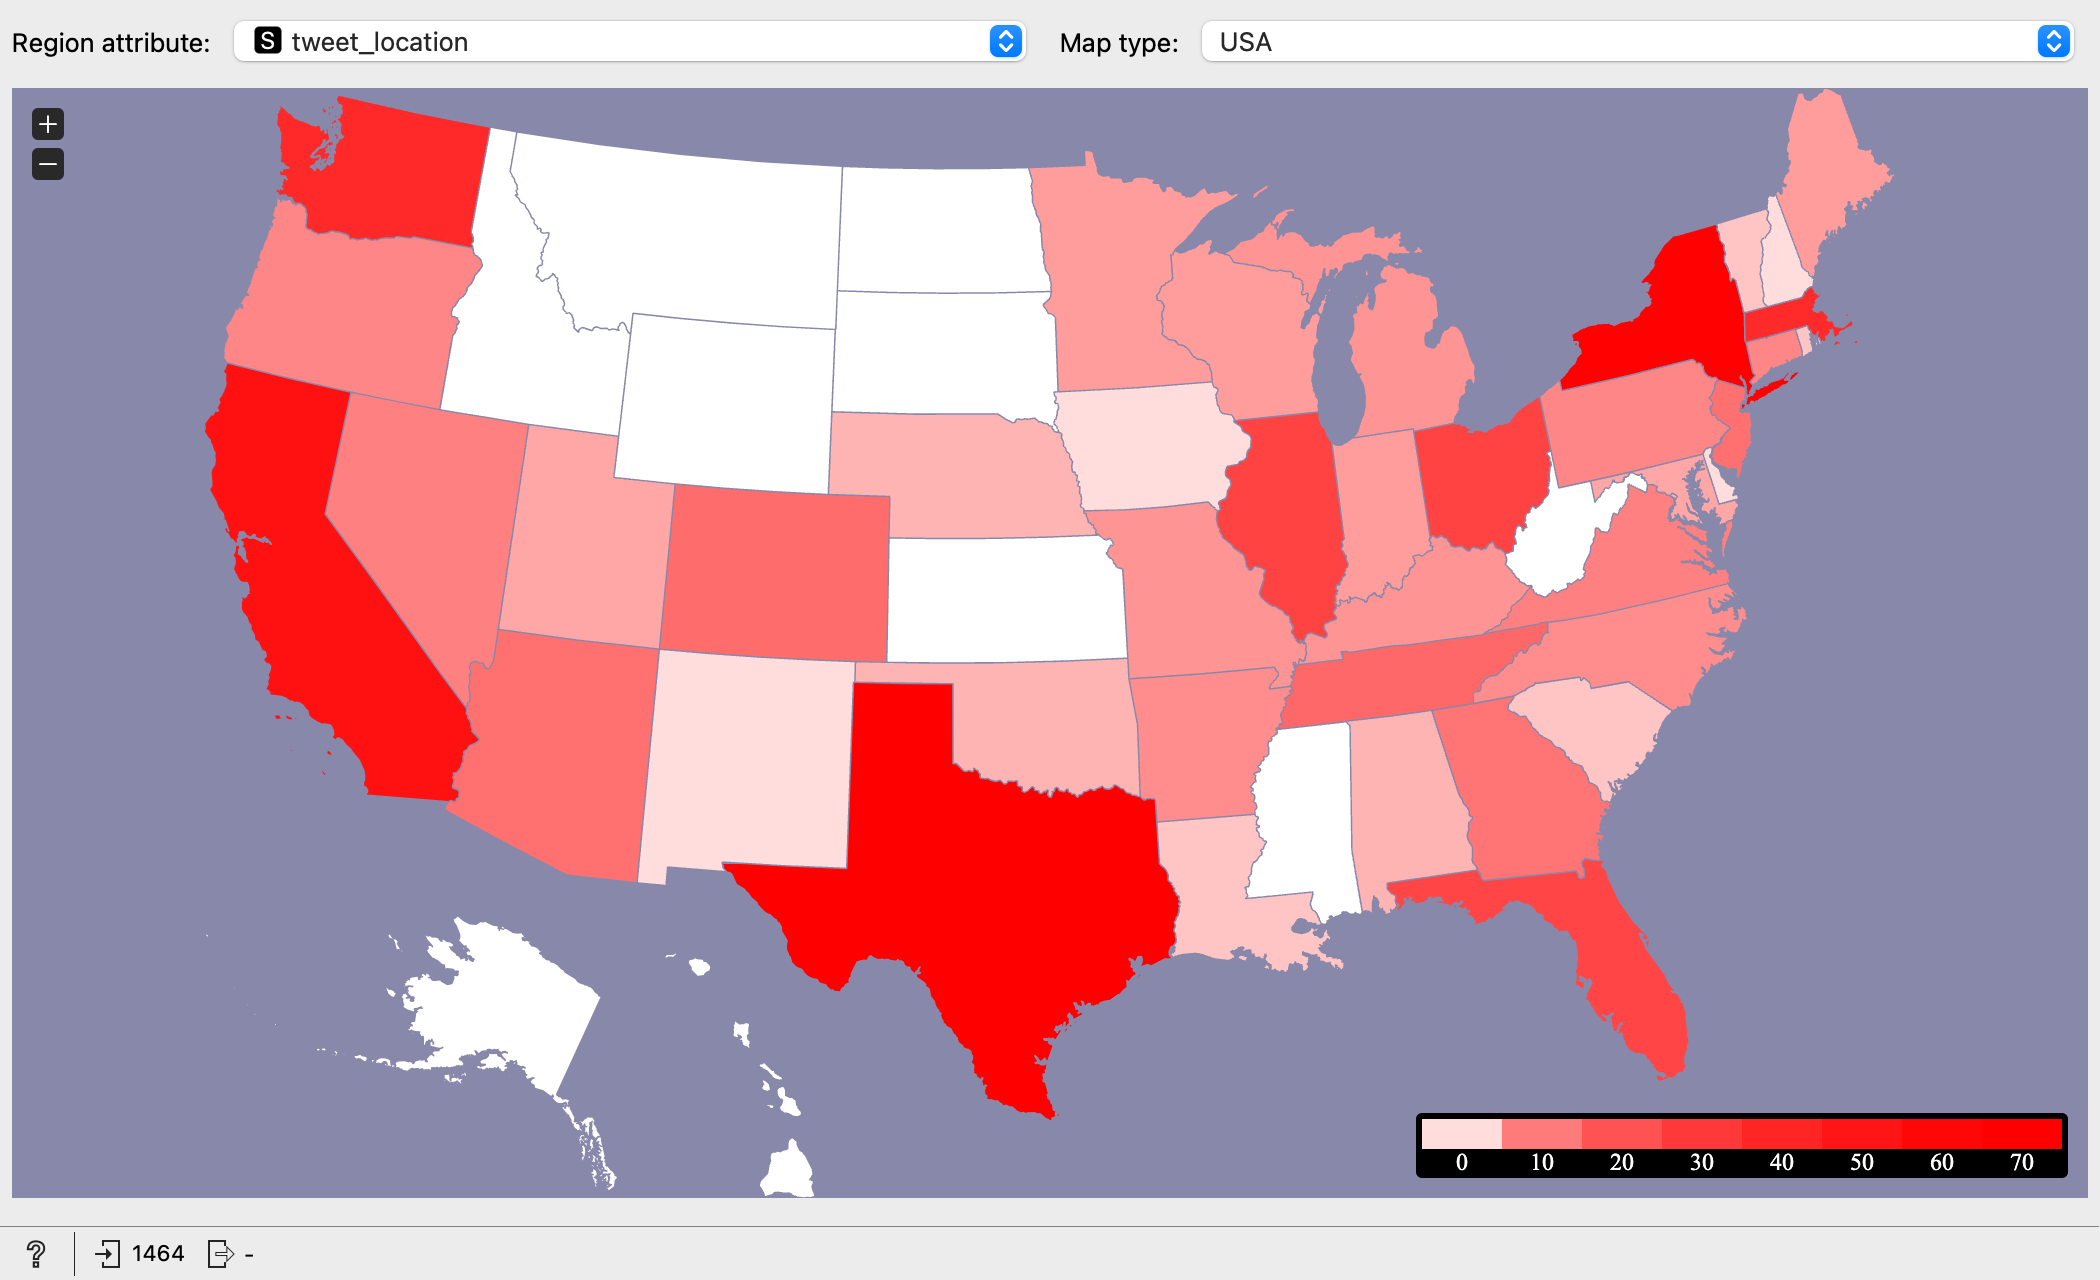 Region attribute: S tweet_location Map type: USA
+
−
0 10 20 30 40 50 60 70
? 1464 -